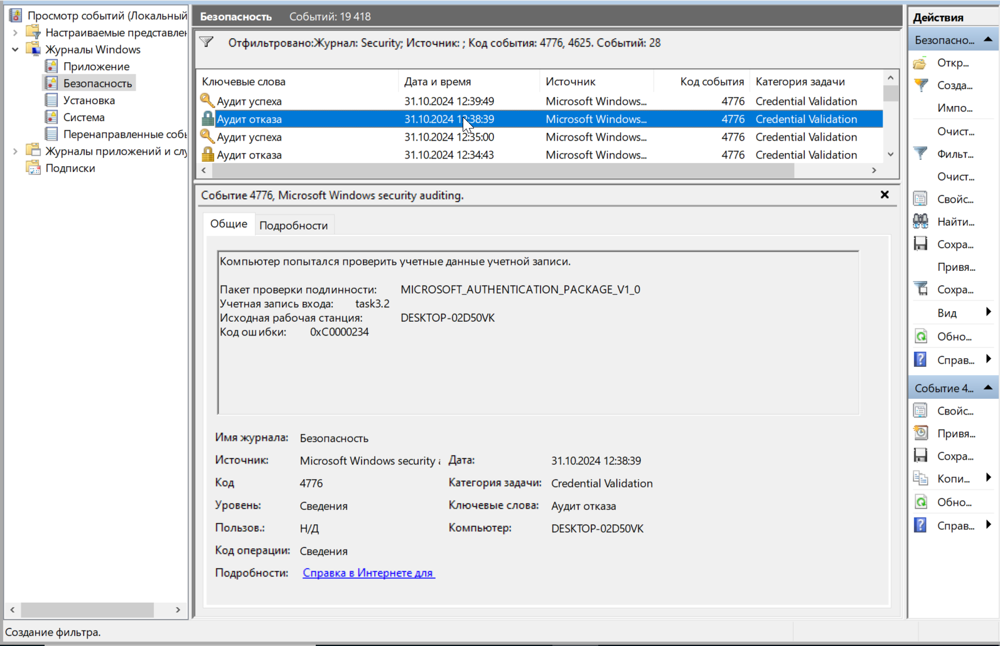 Просмотр событий (Локальный
Настраиваемые представлен
Журналы Windows
Приложение
Безопасность
Установка
Система
Перенаправленные собы
Журналы приложений и слу
Подписки
Безопасность Событий: 19 418
Отфильтровано:Журнал: Security; Источник: ; Код события: 4776, 4625. Событий: 28
Ключевые слова Дата и время Источник Код события Категория задачи
Аудит успеха 31.10.2024 12:39:49 Microsoft Windows... 4776 Credential Validation
Аудит отказа 31.10.2024 12:38:39 Microsoft Windows... 4776 Credential Validation
Аудит успеха 31.10.2024 12:35:00 Microsoft Windows... 4776 Credential Validation
Аудит отказа 31.10.2024 12:34:43 Microsoft Windows... 4776 Credential Validation
Событие 4776, Microsoft Windows security auditing.
Общие Подробности
Компьютер попытался проверить учетные данные учетной записи.
Пакет проверки подлинности: MICROSOFT_AUTHENTICATION_PACKAGE_V1_0
Учетная запись входа: task3.2
Исходная рабочая станция: DESKTOP-02D50VK
Код ошибки: 0xC0000234
Имя журнала: Безопасность
Источник: Microsoft Windows security Дата: 31.10.2024 12:38:39
Код 4776 Категория задачи: Credential Validation
Уровень: Сведения Ключевые слова: Аудит отказа
Пользов.: Н/Д Компьютер: DESKTOP-02D50VK
Код операции: Сведения
Подробности: Справка в Интернете для
Действия
Безопасно...
Откр...
Созда...
Импо...
Очист...
Фильт...
Очист...
Свойс...
Найти...
Сохра...
Привя...
Сохра...
Вид
Обно...
Справ...
Событие 4...
Свойс...
Привя...
Сохра...
Копи...
Обно...
Справ...
Создание фильтра.